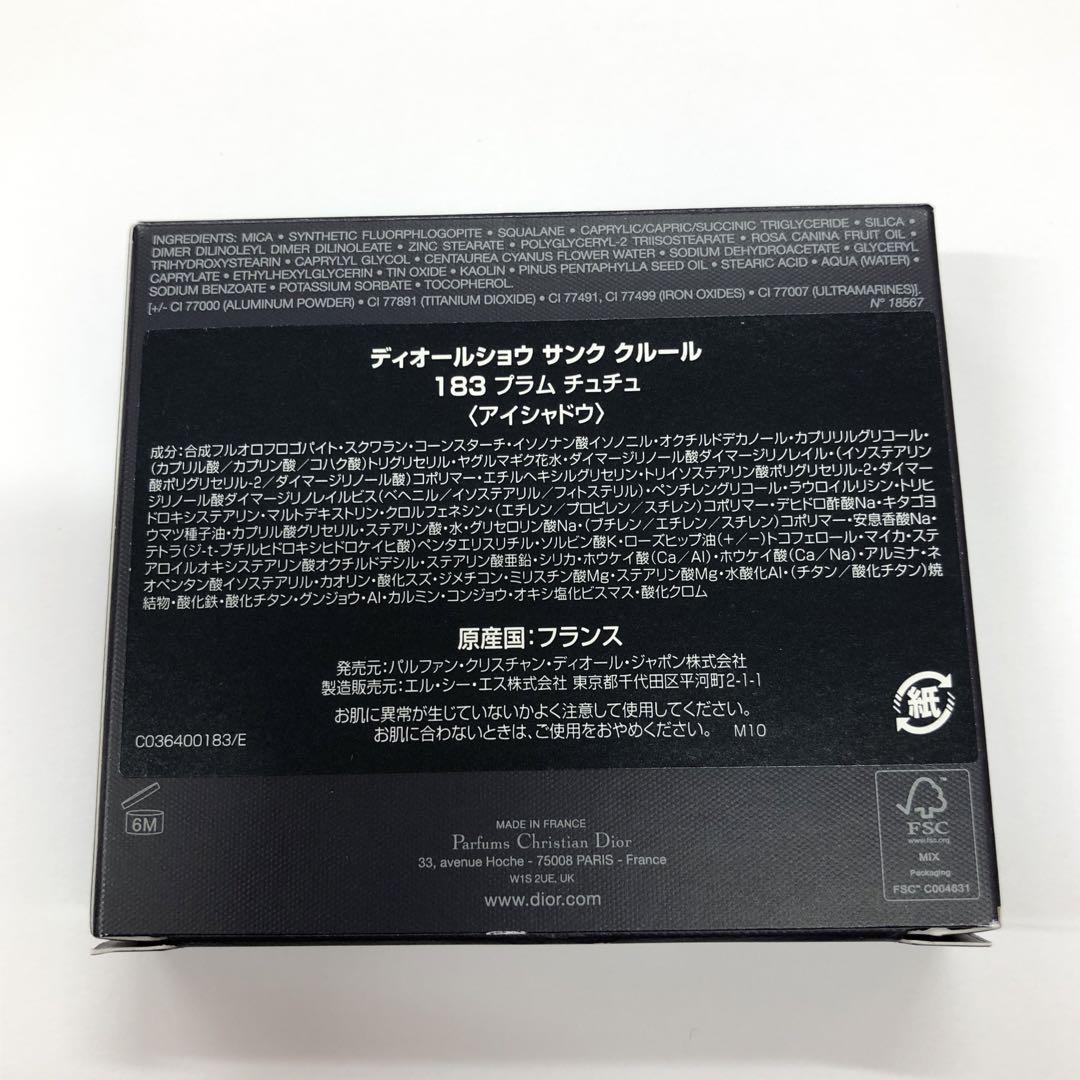 INGREDIENTS: MICA • SYNTHETIC FLUORPHLOGOPITE • SQUALANE • CAPRYLIC/CAPRIC/SUCCINIC TRIGLYCERIDE • SILICA •
DIMER DILINOLEYL DIMER DILINOLEATE • ZINC STEARATE • POLYGLYCERYL-2 TRIISOSTEARATE • ROSA CANINA FRUIT OIL •
TRIHYDROXYSTEARIN • CAPRYLYL GLYCOL • CENTAUREA CYANUS FLOWER WATER • SODIUM DEHYDROACETATE • GLYCERYL
CAPRYLATE • ETHYLHEXYLGLYCERIN • TIN OXIDE • KAOLIN • PINUS PENTAPHYLLA SEED OIL • STEARIC ACID • AQUA (WATER) •
SODIUM BENZOATE • POTASSIUM SORBATE • TOCOPHEROL.
[+/- CI 77000 (ALUMINUM POWDER) • CI 77891 (TITANIUM DIOXIDE) • CI 77491, CI 77499 (IRON OXIDES) • CI 77007 (ULTRAMARINES)].
N° 18567
ディオールショウ サンク クルール
183 プラム チュチュ
〈アイシャドウ〉
成分：合成フルオロフロゴパイト・スクワラン・コーンスターチ・イソノナン酸イソノニル・オクチルドデカノール・カプリリルグリコール・
(カプリル酸／カプリン酸／コハク酸)トリグリセリル・ヤグルマギク花水・ダイマージリノール酸ダイマージリノレイル・(イソステアリン
酸ポリグリセリル-2／ダイマージリノール酸)コポリマー・エチルヘキシルグリセリン・トリイソステアリン酸ポリグリセリル-2・ダイマー
ジリノール酸ダイマージリノレイルビス(ベヘニル／イソステアリル／フィトステリル)・ペンチレングリコール・ラウロイルリシン・トリヒ
ドロキシステアリン・マルトデキストリン・クロルフェネシン・(エチレン／プロピレン／スチレン)コポリマー・デヒドロ酢酸Na・キタゴヨ
ウマツ種子油・カプリル酸グリセリル・ステアリン酸・水・グリセロリン酸Na・(ブチレン／エチレン／スチレン)コポリマー・安息香酸Na・
テトラ(ジ-t-ブチルヒドロキシヒドロケイヒ酸)ペンタエリスリチル・ソルビン酸K・ローズヒップ油(＋／－)トコフェロール・マイカ・ステ
アロイルオキシステアリン酸オクチルドデシル・ステアリン酸亜鉛・シリカ・ホウケイ酸(Ca／Al)・ホウケイ酸(Ca／Na)・アルミナ・ネ
オペンタン酸イソステアリル・カオリン・酸化スズ・ジメチコン・ミリスチン酸Mg・ステアリン酸Mg・水酸化Al・(チタン／酸化チタン)焼
結物・酸化鉄・酸化チタン・グンジョウ・Al・カルミン・コンジョウ・オキシ塩化ビスマス・酸化クロム
原産国：フランス
発売元：パルファン・クリスチャン・ディオール・ジャポン株式会社
製造販売元：エル・シー・エス株式会社 東京都千代田区平河町2-1-1
お肌に異常が生じていないかよく注意して使用してください。
お肌に合わないときは、ご使用をおやめください。 M10
紙
C036400183/E
6M
MADE IN FRANCE
Parfums Christian Dior
33, avenue Hoche - 75008 PARIS - France
W1S 2UE, UK
www.dior.com
FSC
www.fsc.org
MIX
Packaging
FSC™ C004631